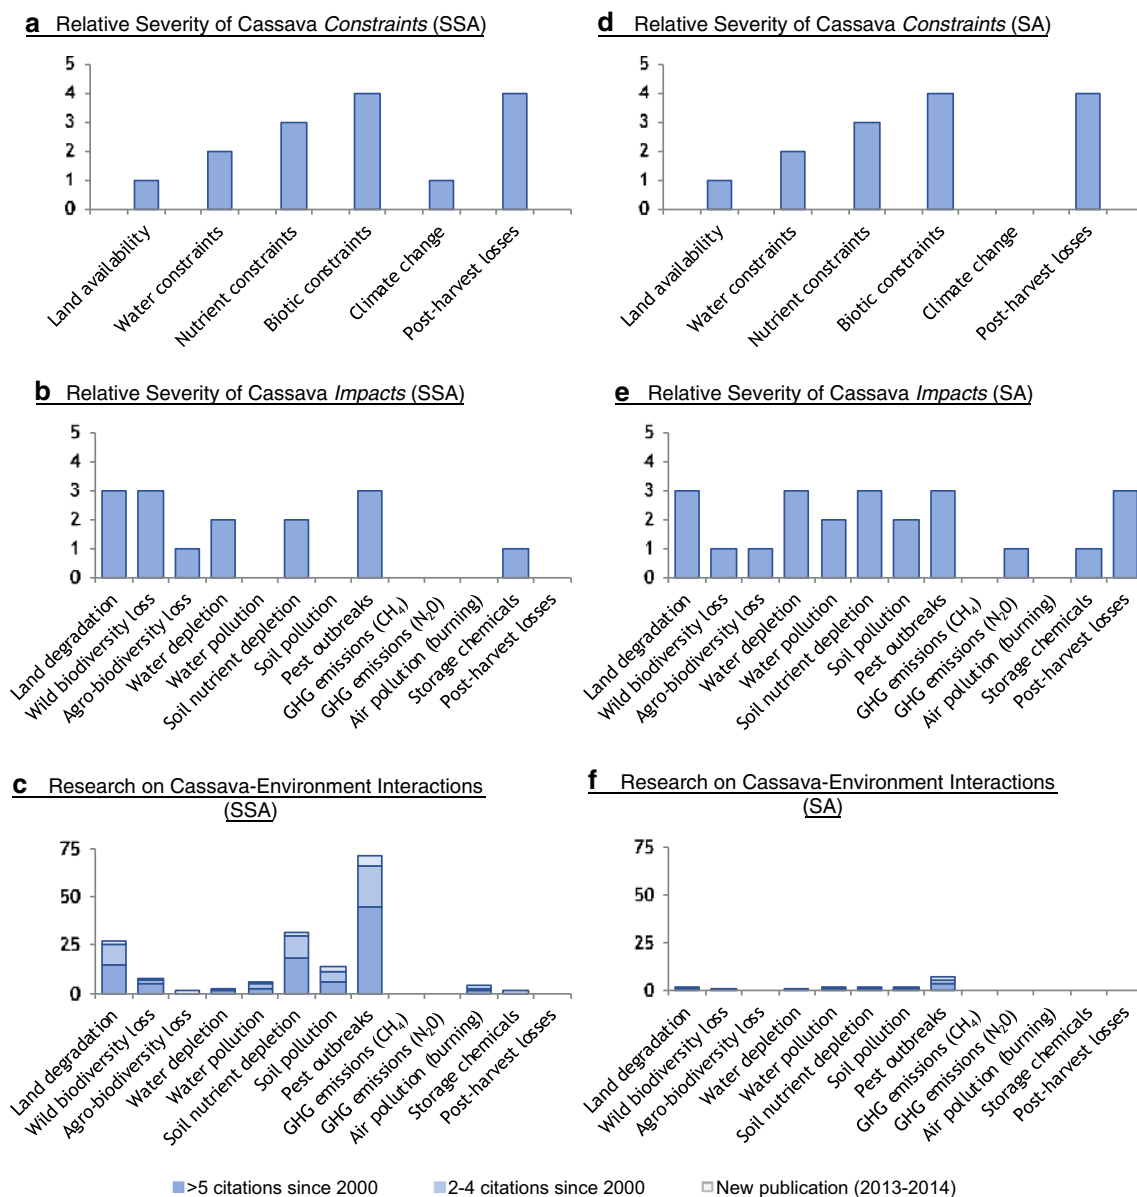 a Relative Severity of Cassava Constraints (SSA)
5
4
3
2
1
0
Land availability
Water constraints
Nutrient constraints
Biotic constraints
Climate change
Post-harvest losses
d Relative Severity of Cassava Constraints (SA)
5
4
3
2
1
0
Land availability
Water constraints
Nutrient constraints
Biotic constraints
Climate change
Post-harvest losses
b Relative Severity of Cassava Impacts (SSA)
5
4
3
2
1
0
Land degradation
Wild biodiversity loss
Agro-biodiversity loss
Water depletion
Water pollution
Soil nutrient depletion
Soil pollution
Pest outbreaks
GHG emissions (CH₄)
GHG emissions (N₂O)
Air pollution (burning)
Storage chemicals
Post-harvest losses
e Relative Severity of Cassava Impacts (SA)
5
4
3
2
1
0
Land degradation
Wild biodiversity loss
Agro-biodiversity loss
Water depletion
Water pollution
Soil nutrient depletion
Soil pollution
Pest outbreaks
GHG emissions (CH₄)
GHG emissions (N₂O)
Air pollution (burning)
Storage chemicals
Post-harvest losses
c Research on Cassava-Environment Interactions
(SSA)
75
50
25
0
Land degradation
Wild biodiversity loss
Agro-biodiversity loss
Water depletion
Water pollution
Soil nutrient depletion
Soil pollution
Pest outbreaks
GHG emissions (CH₄)
GHG emissions (N₂O)
Air pollution (burning)
Storage chemicals
Post-harvest losses
f Research on Cassava-Environment Interactions
(SA)
75
50
25
0
Land degradation
Wild biodiversity loss
Agro-biodiversity loss
Water depletion
Water pollution
Soil nutrient depletion
Soil pollution
Pest outbreaks
GHG emissions (CH₄)
GHG emissions (N₂O)
Air pollution (burning)
Storage chemicals
Post-harvest losses
>5 citations since 2000
2-4 citations since 2000
New publication (2013-2014)